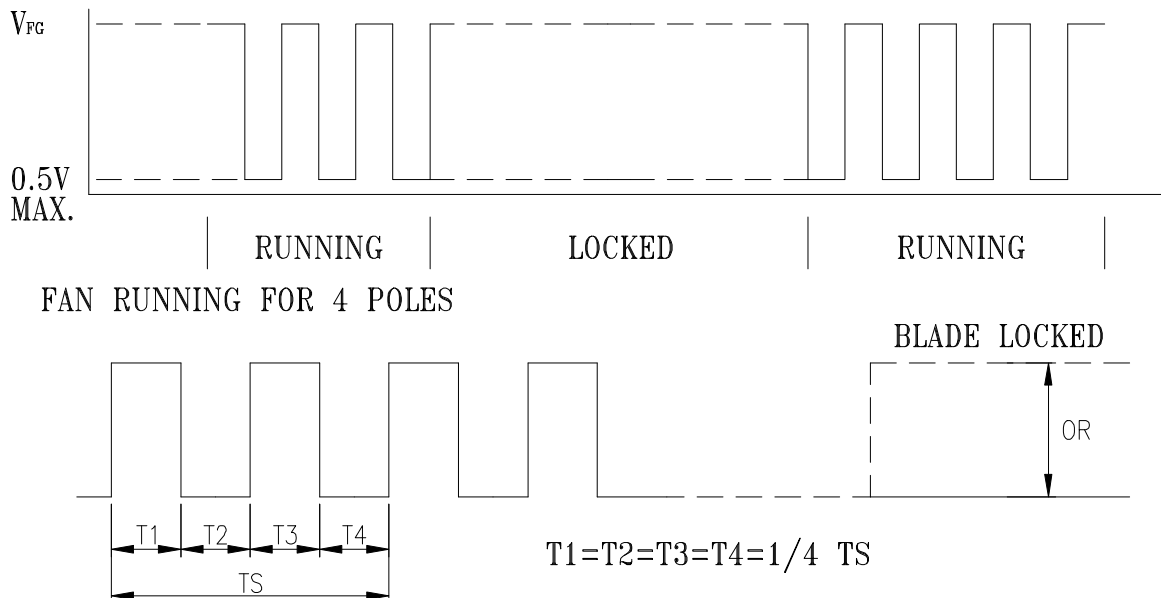 VFG
0.5V
MAX.
RUNNING LOCKED RUNNING
FAN RUNNING FOR 4 POLES
BLADE LOCKED
OR
T1 T2 T3 T4
T1=T2=T3=T4=1/4 TS
TS